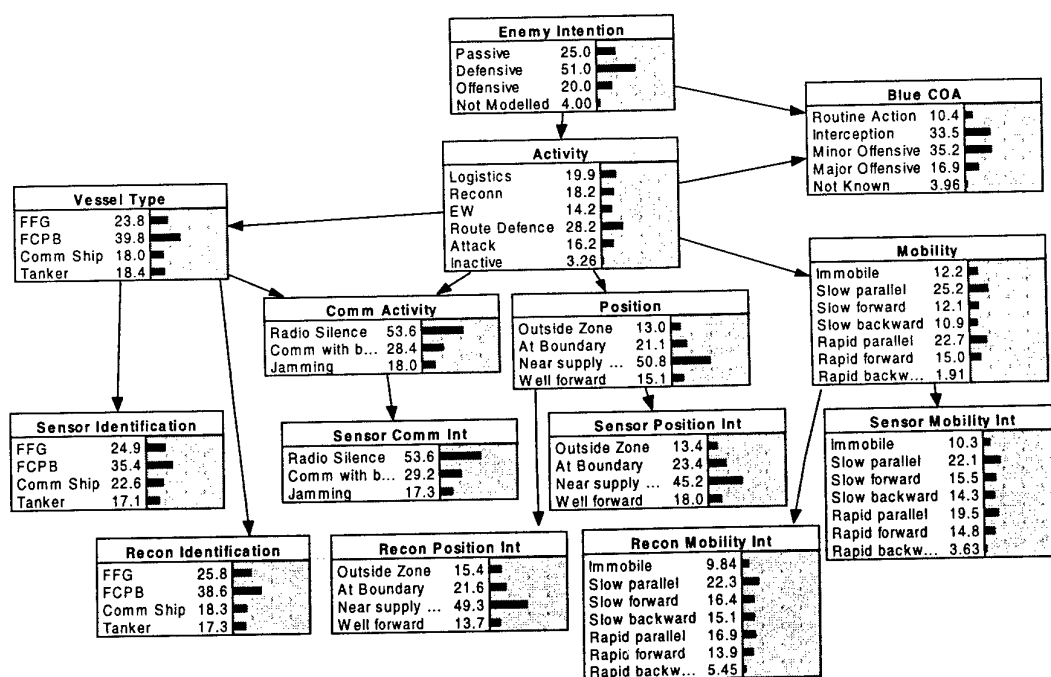 Enemy Intention
Passive 25.0
Defensive 51.0
Offensive 20.0
Not Modelled 4.00
Blue COA
Routine Action 10.4
Interception 33.5
Minor Offensive 35.2
Major Offensive 16.9
Not Known 3.96
Activity
Logistics 19.9
Reconn 18.2
EW 14.2
Route Defence 28.2
Attack 16.2
Inactive 3.26
Vessel Type
FFG 23.8
FCPB 39.8
Comm Ship 18.0
Tanker 18.4
Mobility
Immobile 12.2
Slow parallel 25.2
Slow forward 12.1
Slow backward 10.9
Rapid parallel 22.7
Rapid forward 15.0
Rapid backw... 1.91
Comm Activity
Radio Silence 53.6
Comm with b... 28.4
Jamming 18.0
Position
Outside Zone 13.0
At Boundary 21.1
Near supply ... 50.8
Well forward 15.1
Sensor Identification
FFG 24.9
FCPB 35.4
Comm Ship 22.6
Tanker 17.1
Sensor Comm Int
Radio Silence 53.6
Comm with b... 29.2
Jamming 17.3
Sensor Position Int
Outside Zone 13.4
At Boundary 23.4
Near supply ... 45.2
Well forward 18.0
Sensor Mobility Int
Immobile 10.3
Slow parallel 22.1
Slow forward 15.5
Slow backward 14.3
Rapid parallel 19.5
Rapid forward 14.8
Rapid backw... 3.63
Recon Identification
FFG 25.8
FCPB 38.6
Comm Ship 18.3
Tanker 17.3
Recon Position Int
Outside Zone 15.4
At Boundary 21.6
Near supply ... 49.3
Well forward 13.7
Recon Mobility Int
Immobile 9.84
Slow parallel 22.3
Slow forward 16.4
Slow backward 15.1
Rapid parallel 16.9
Rapid forward 13.9
Rapid backw... 5.45